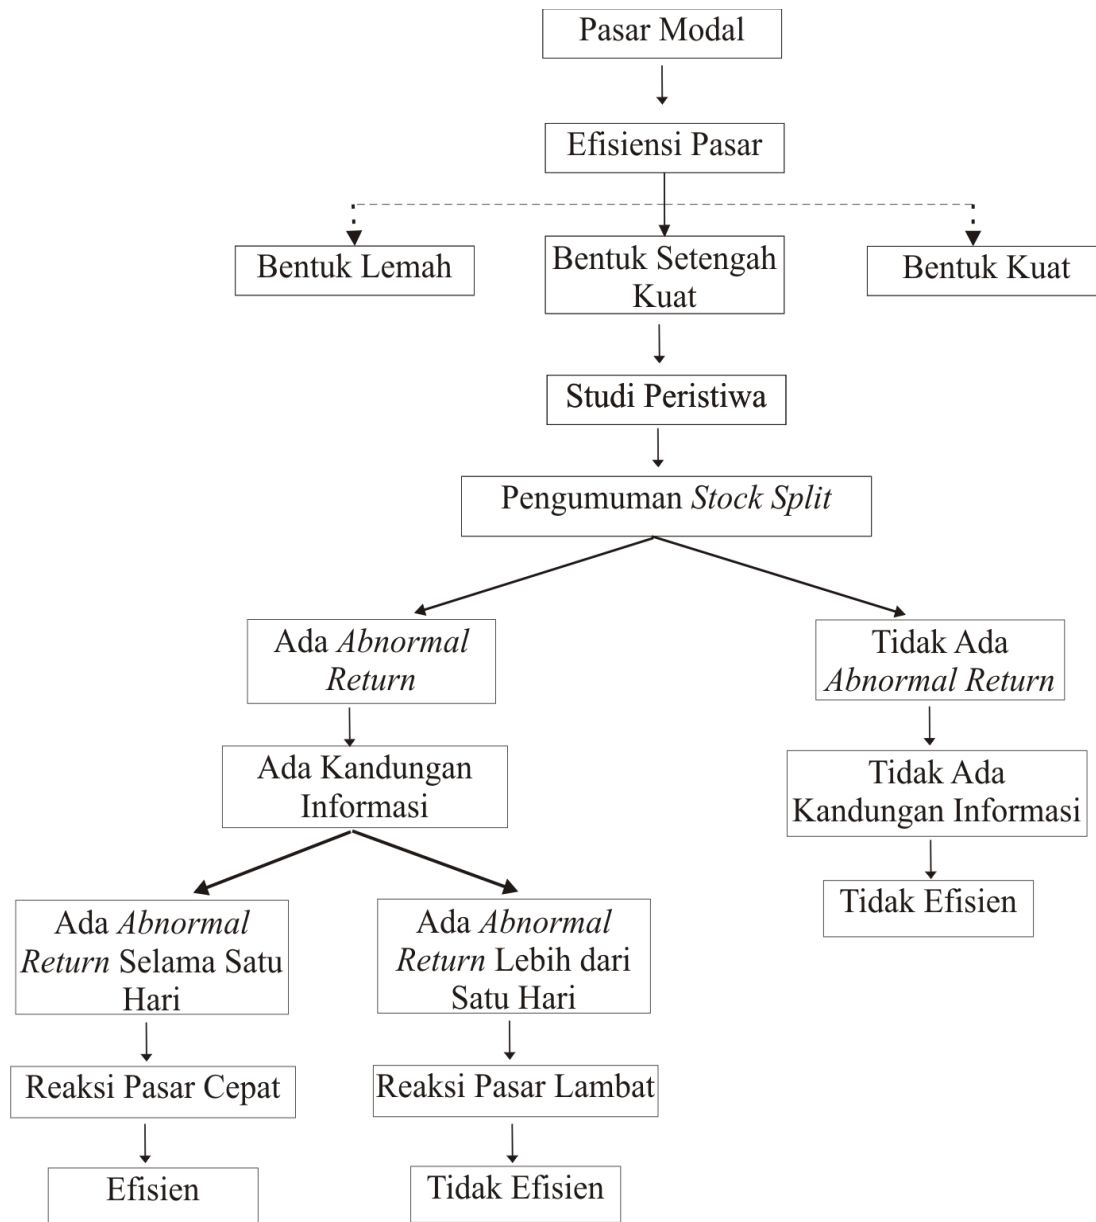 Pasar Modal
Efisiensi Pasar
Bentuk Lemah
Bentuk Setengah
Kuat
Bentuk Kuat
Studi Peristiwa
Pengumuman Stock Split
Ada Abnormal
Return
Tidak Ada
Abnormal Return
Ada Kandungan
Informasi
Tidak Ada
Kandungan Informasi
Tidak Efisien
Ada Abnormal
Return Selama Satu
Hari
Ada Abnormal
Return Lebih dari
Satu Hari
Reaksi Pasar Cepat
Reaksi Pasar Lambat
Efisien
Tidak Efisien